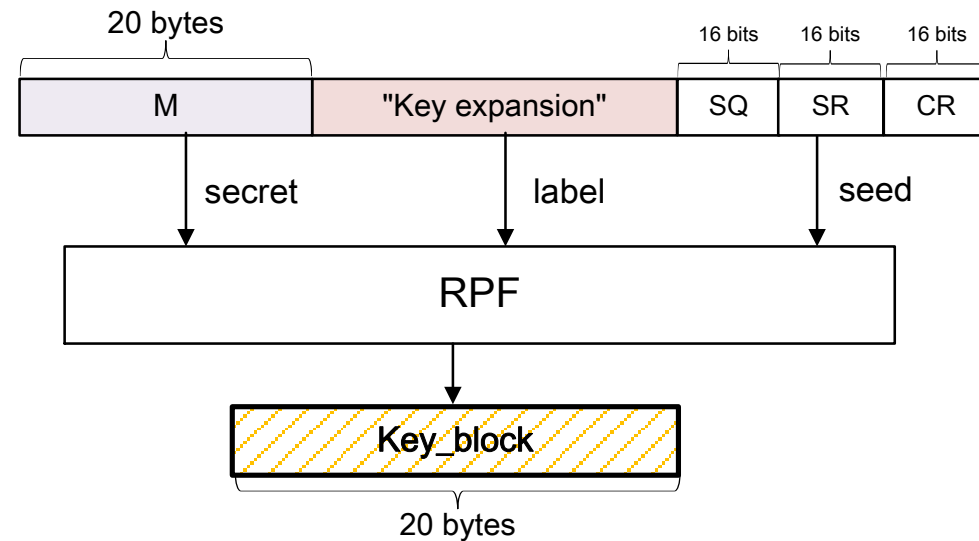 20 bytes
16 bits
16 bits
16 bits
M
"Key expansion"
SQ
SR
CR
secret
label
seed
RPF
Key_block
20 bytes